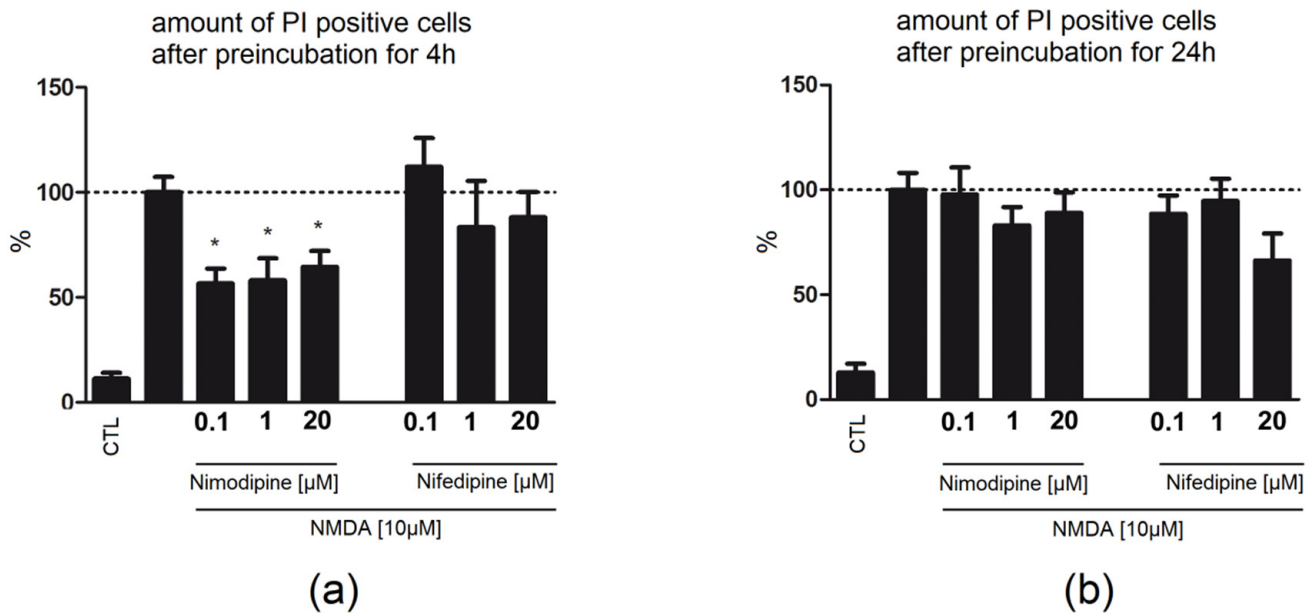 amount of PI positive cells
after preincubation for 4h
150
100
50
0
%
* * *
CTL
0.1 1 20 0.1 1 20
Nimodipine [µM] Nifedipine [µM]
NMDA [10µM]
(a)
amount of PI positive cells
after preincubation for 24h
150
100
50
0
%
CTL
0.1 1 20 0.1 1 20
Nimodipine [µM] Nifedipine [µM]
NMDA [10µM]
(b)